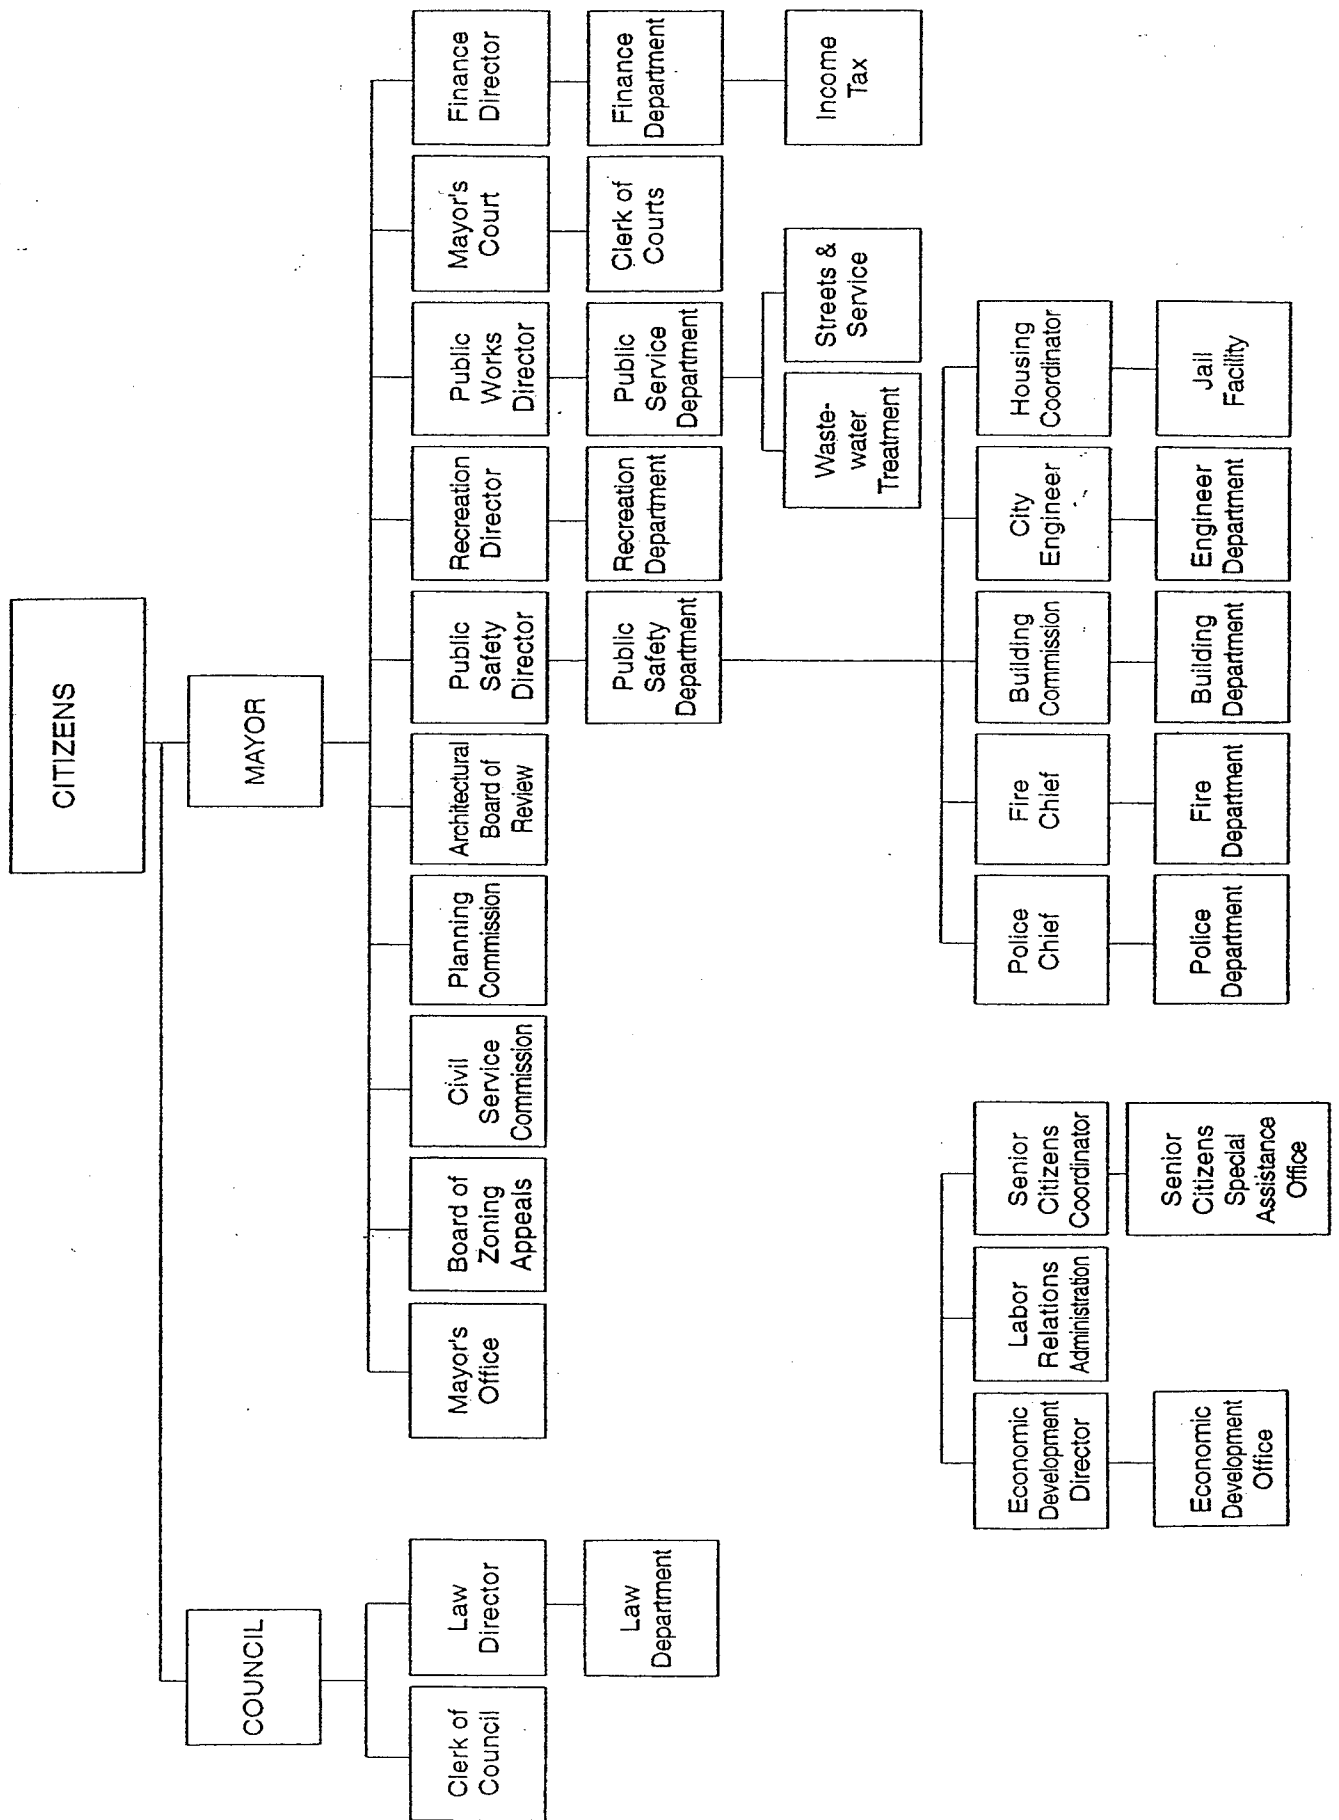 CITIZENS
COUNCIL
MAYOR
Clerk of
Council
Law
Director
Mayor's
Office
Board of
Zoning
Appeals
Civil
Service
Commission
Planning
Commission
Architectural
Board of
Review
Public
Safety
Director
Recreation
Director
Public
Works
Director
Mayor's
Court
Finance
Director
Law
Department
Public
Safety
Department
Recreation
Department
Public
Service
Department
Clerk of
Courts
Finance
Department
Waste-
water
Treatment
Streets &
Service
Income
Tax
Economic
Development
Director
Labor
Relations
Administration
Senior
Citizens
Coordinator
Police
Chief
Fire
Chief
Building
Commission
City
Engineer
Housing
Coordinator
Economic
Development
Office
Senior
Citizens
Special
Assistance
Office
Police
Department
Fire
Department
Building
Department
Engineer
Department
Jail
Facility